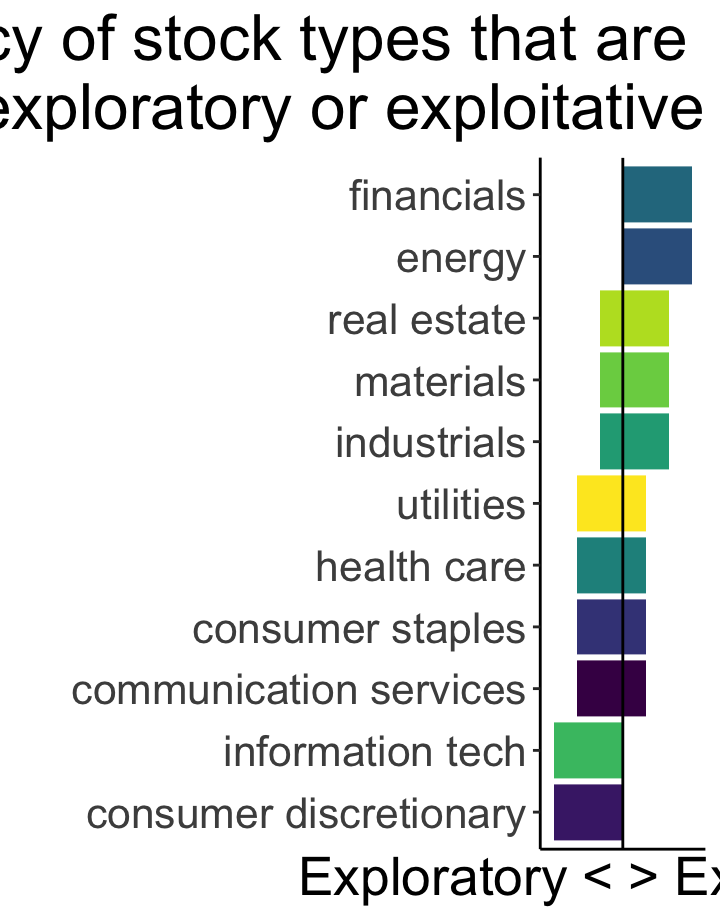 cy of stock types that are
exploratory or exploitative
financials
energy
real estate
materials
industrials
utilities
health care
consumer staples
communication services
information tech
consumer discretionary
Exploratory < > Ex